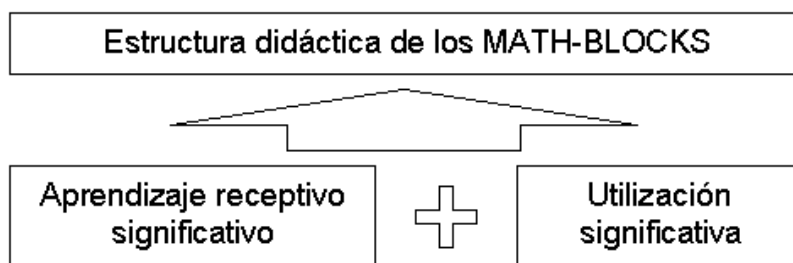 Estructura didáctica de los MATH-BLOCKS
Aprendizaje receptivo
significativo
Utilización
significativa